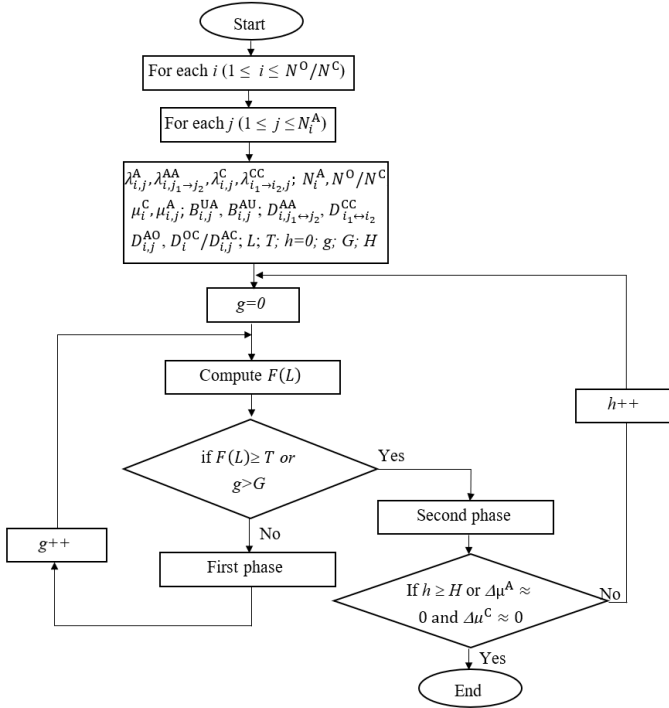 Start
For each i (1 ≤ i ≤ N^O/N^C)
For each j (1 ≤ j ≤N_i^A)
λ_{i,j}^A,λ_{i,j_1→j_2}^{AA},λ_{i,j}^C,λ_{i_1→i_2,j}^{CC}; N_i^A,N^O/N^C
μ_i^C,μ_{i,j}^A; B_{i,j}^{UA}, B_{i,j}^{AU}; D_{i,j_1↔j_2}^{AA}, D_{i_1↔i_2}^{CC}
D_{i,j}^{AO}, D_i^{OC}/D_{i,j}^{AC}; L; T; h=0; g; G; H
g=0
Compute F(L)
h++
if F(L)≥ T or
g>G
Yes
Second phase
No
g++
First phase
If h ≥ H or Δμ^A ≈
0 and Δμ^C ≈ 0
No
Yes
End